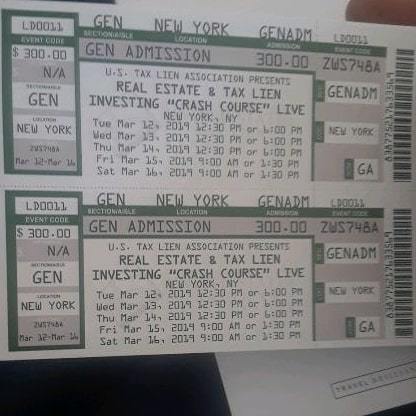 LD0011 GEN NEW YORK GENADM LD0011
EVENT CODE SECTION/AISLE LOCATION ADMISSION
$ 300.00 GEN ADMISSION 300.00 ZWS748A
N/A U.S. TAX LIEN ASSOCIATION PRESENTS
SECTION/AISLE REAL ESTATE & TAX LIEN GENADM
GEN INVESTING "CRASH COURSE" LIVE
LOCATION NEW YORK, NY
NEW YORK Tue Mar 12, 2019 12:30 PM or 6:00 PM NEW YORK
Wed Mar 13, 2019 12:30 PM or 6:00 PM
ZWS748A Thu Mar 14, 2019 12:30 PM or 6:00 PM
Mar 12-Mar 16 Fri Mar 15, 2019 9:00 AM or 1:30 PM GA
Sat Mar 16, 2019 9:00 AM or 1:30 PM
LD0011 GEN NEW YORK GENADM LD0011
EVENT CODE SECTION/AISLE LOCATION ADMISSION
$ 300.00 GEN ADMISSION 300.00 ZWS748A
N/A U.S. TAX LIEN ASSOCIATION PRESENTS
SECTION/AISLE REAL ESTATE & TAX LIEN GENADM
GEN INVESTING "CRASH COURSE" LIVE
LOCATION NEW YORK, NY
NEW YORK Tue Mar 12, 2019 12:30 PM or 6:00 PM NEW YORK
Wed Mar 13, 2019 12:30 PM or 6:00 PM
ZWS748A Thu Mar 14, 2019 12:30 PM or 6:00 PM
Mar 12-Mar 16 Fri Mar 15, 2019 9:00 AM or 1:30 PM GA
Sat Mar 16, 2019 9:00 AM or 1:30 PM
TRAVEL